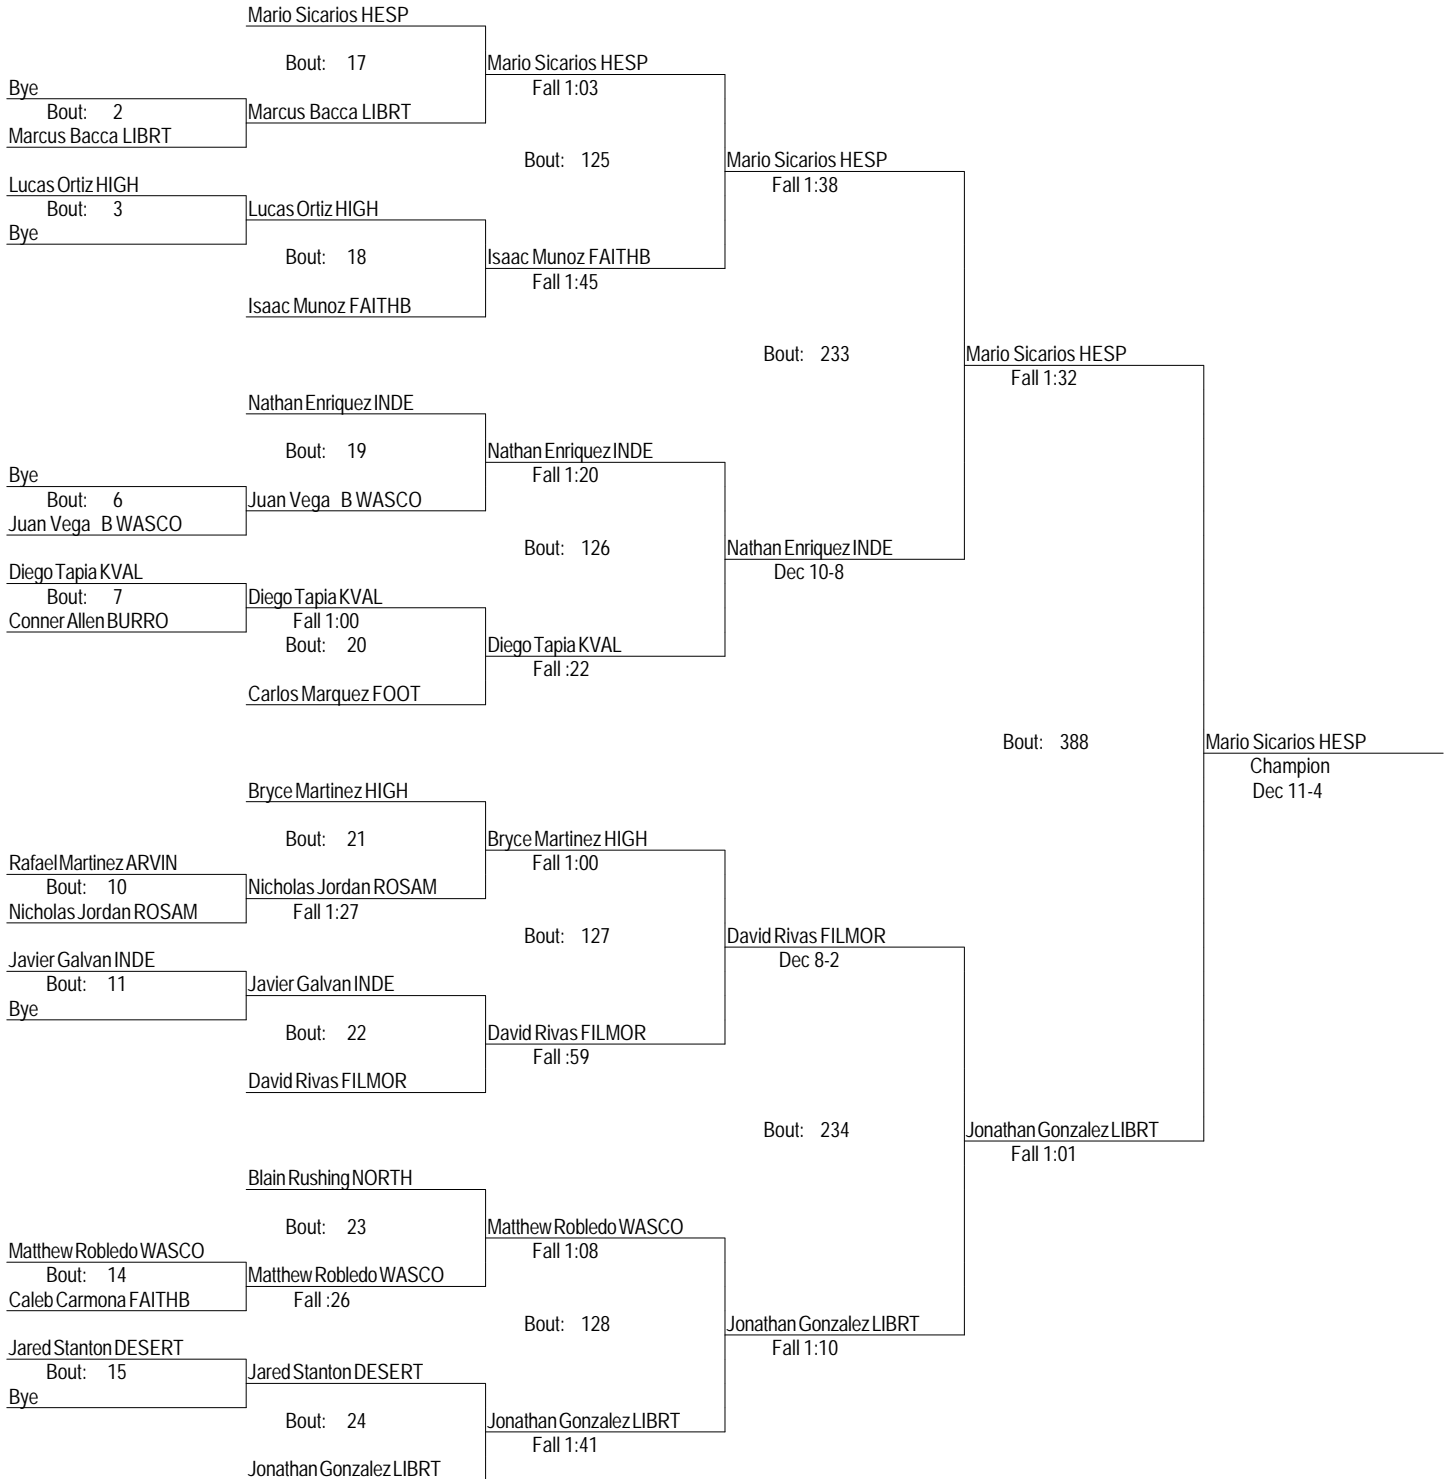 Mario Sicarios HESP
Bout: 17
Mario Sicarios HESP
Fall 1:03
Bye
Bout: 2
Marcus Bacca LIBRT
Marcus Bacca LIBRT
Bout: 125
Mario Sicarios HESP
Fall 1:38
Lucas Ortiz HIGH
Bout: 3
Bye
Lucas Ortiz HIGH
Bout: 18
Isaac Munoz FAITHB
Fall 1:45
Isaac Munoz FAITHB
Bout: 233
Mario Sicarios HESP
Fall 1:32
Nathan Enriquez INDE
Bout: 19
Nathan Enriquez INDE
Fall 1:20
Bye
Bout: 6
Juan Vega B WASCO
Juan Vega B WASCO
Bout: 126
Nathan Enriquez INDE
Dec 10-8
Diego Tapia KVAL
Bout: 7
Conner Allen BURRO
Diego Tapia KVAL
Fall 1:00
Bout: 20
Diego Tapia KVAL
Fall :22
Carlos Marquez FOOT
Bout: 388
Mario Sicarios HESP
Champion
Dec 11-4
Bryce Martinez HIGH
Bout: 21
Bryce Martinez HIGH
Fall 1:00
Rafael Martinez ARVIN
Bout: 10
Nicholas Jordan ROSAM
Nicholas Jordan ROSAM
Fall 1:27
Bout: 127
David Rivas FILMOR
Dec 8-2
Javier Galvan INDE
Bout: 11
Bye
Javier Galvan INDE
Bout: 22
David Rivas FILMOR
Fall :59
David Rivas FILMOR
Bout: 234
Jonathan Gonzalez LIBRT
Fall 1:01
Blain Rushing NORTH
Bout: 23
Matthew Robledo WASCO
Fall 1:08
Matthew Robledo WASCO
Bout: 14
Caleb Carmona FAITHB
Matthew Robledo WASCO
Fall :26
Bout: 128
Jonathan Gonzalez LIBRT
Fall 1:10
Jared Stanton DESERT
Bout: 15
Bye
Jared Stanton DESERT
Bout: 24
Jonathan Gonzalez LIBRT
Fall 1:41
Jonathan Gonzalez LIBRT